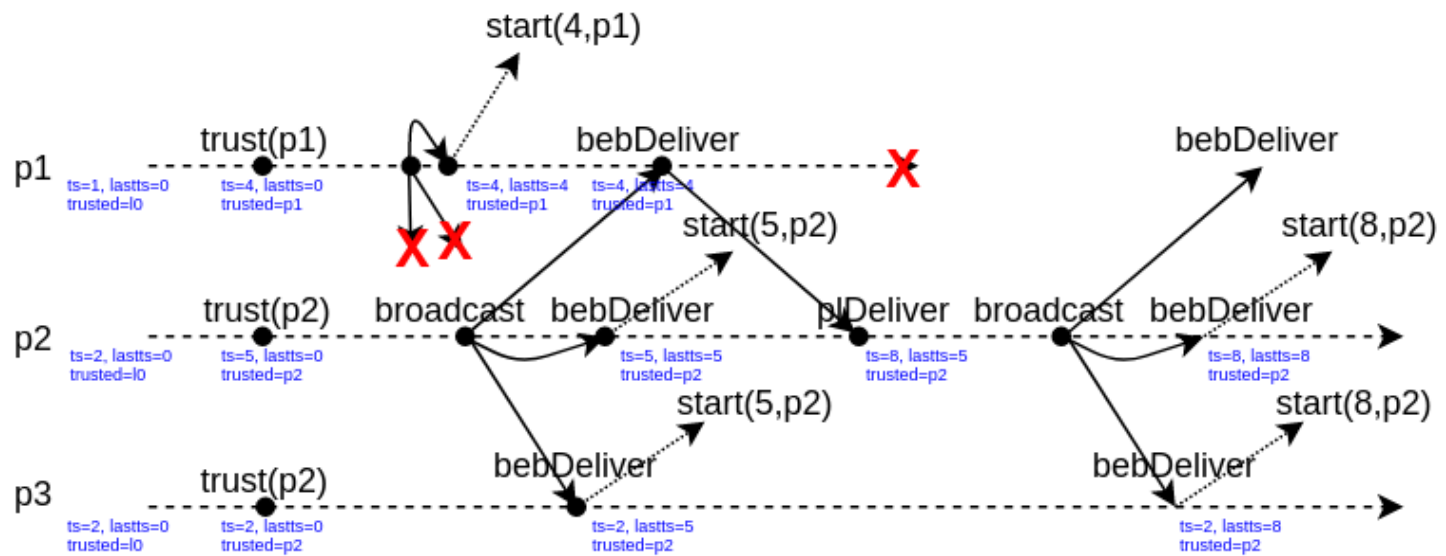 start(4,p1)
trust(p1)
bebDeliver
bebDeliver
p1
ts=1, lastts=0
trusted=l0
ts=4, lastts=0
trusted=p1
ts=4, lastts=4
trusted=p1
ts=4, lastts=4
trusted=p1
X
X
X
start(5,p2)
start(8,p2)
trust(p2)
broadcast
bebDeliver
plDeliver
broadcast
bebDeliver
p2
ts=2, lastts=0
trusted=l0
ts=5, lastts=0
trusted=p2
ts=5, lastts=5
trusted=p2
ts=8, lastts=5
trusted=p2
ts=8, lastts=8
trusted=p2
start(5,p2)
start(8,p2)
trust(p2)
bebDeliver
bebDeliver
p3
ts=2, lastts=0
trusted=l0
ts=2, lastts=0
trusted=p2
ts=2, lastts=5
trusted=p2
ts=2, lastts=8
trusted=p2